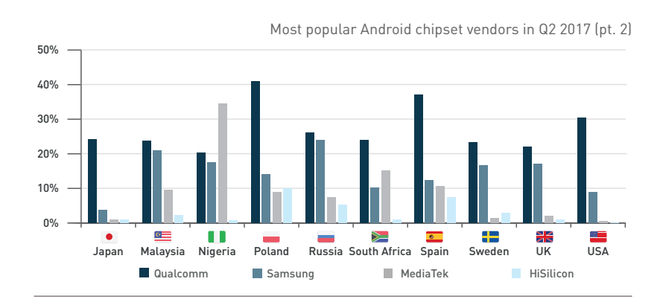 Most popular Android chipset vendors in Q2 2017 (pt. 2)
50%
40%
30%
20%
10%
0%
Japan Malaysia Nigeria Poland Russia South Africa Spain Sweden UK USA
Qualcomm Samsung MediaTek HiSilicon